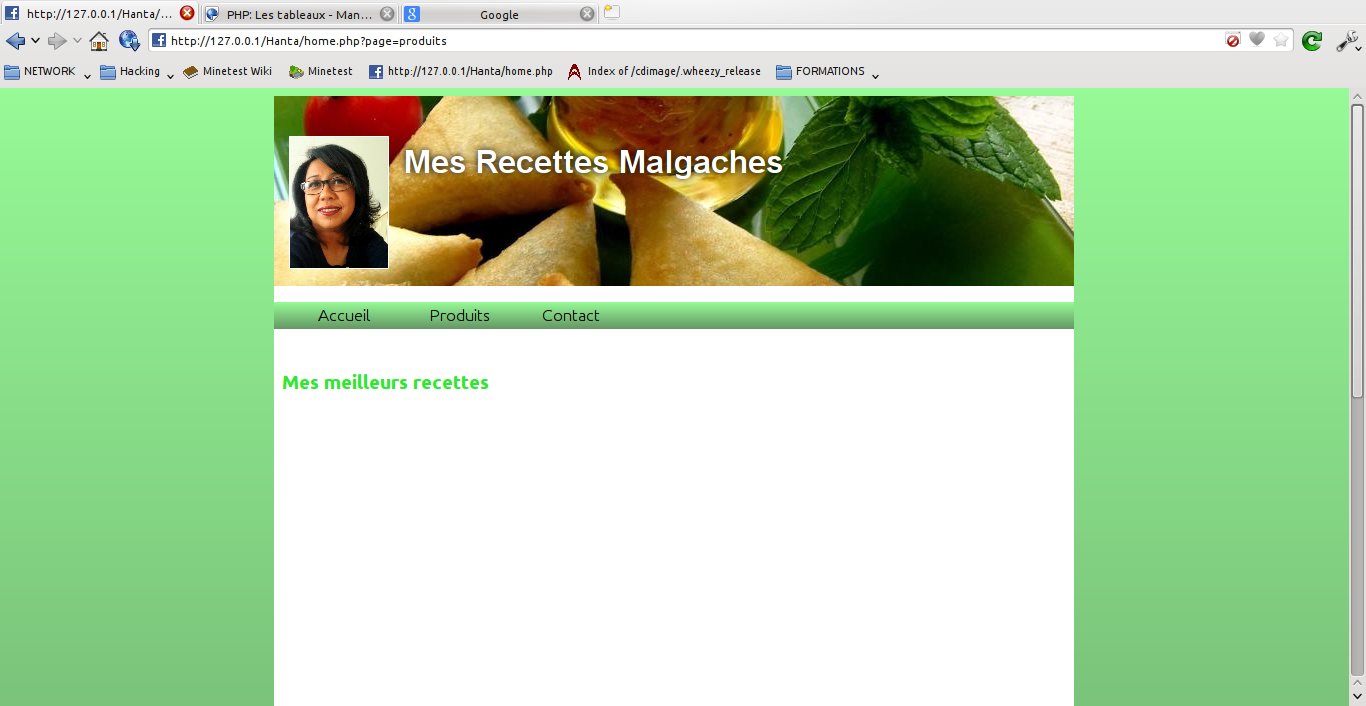 http://127.0.0.1/Hanta/...
PHP: Les tableaux - Man...
Google
http://127.0.0.1/Hanta/home.php?page=produits
NETWORK
Hacking
Minetest Wiki
Minetest
http://127.0.0.1/Hanta/home.php
Index of /cdimage/.wheezy_release
FORMATIONS
Mes Recettes Malgaches
Accueil
Produits
Contact
Mes meilleurs recettes